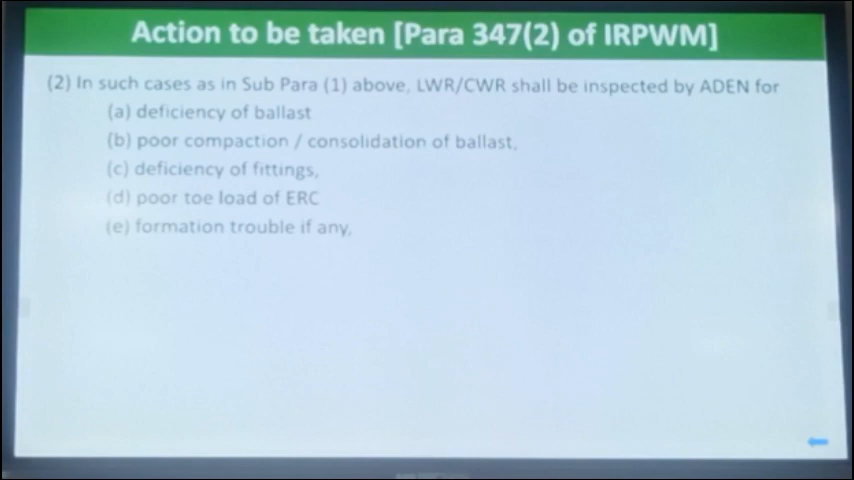 Action to be taken [Para 347(2) of IRPWM]
(2) In such cases as in Sub Para (1) above, LWR/CWR shall be inspected by ADEN for
(a) deficiency of ballast
(b) poor compaction / consolidation of ballast,
(c) deficiency of fittings,
(d) poor toe load of ERC
(e) formation trouble if any,